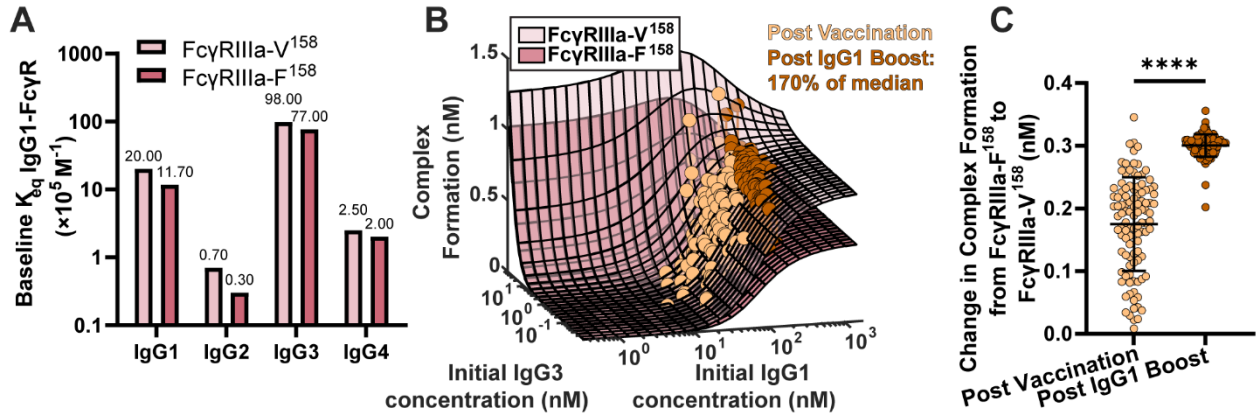 A
Baseline K_eq IgG1-FcγR
(×10⁵ M⁻¹)
1000
100
10
1
0.1
FcγRIIIa-V¹⁵⁸
FcγRIIIa-F¹⁵⁸
20.00
11.70
0.70
0.30
98.00
77.00
2.50
2.00
IgG1
IgG2
IgG3
IgG4
B
FcγRIIIa-V¹⁵⁸
FcγRIIIa-F¹⁵⁸
Post Vaccination
Post IgG1 Boost:
170% of median
Complex
Formation (nM)
1.5
1
0.5
0
10¹
10⁻¹
10⁰
10¹
10²
10³
Initial IgG3
concentration (nM)
Initial IgG1
concentration (nM)
C
Change in Complex Formation
from FcγRIIIa-F¹⁵⁸ to
FcγRIIIa-V¹⁵⁸ (nM)
****
0.4
0.3
0.2
0.1
0.0
Post Vaccination
Post IgG1 Boost